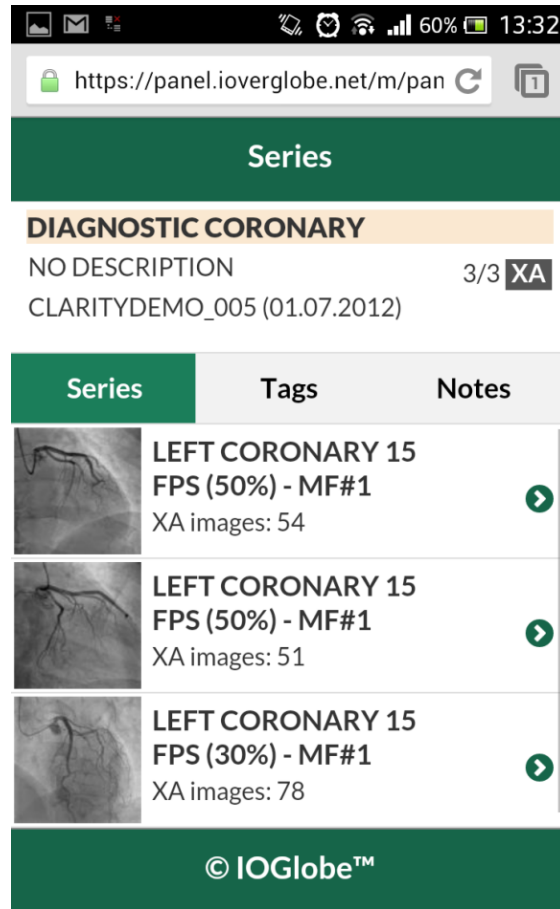 60% 13:32
https://panel.ioverglobe.net/m/pan 1
Series
DIAGNOSTIC CORONARY
NO DESCRIPTION 3/3 XA
CLARITYDEMO_005 (01.07.2012)
Series Tags Notes
LEFT CORONARY 15
FPS (50%) - MF#1
XA images: 54
LEFT CORONARY 15
FPS (50%) - MF#1
XA images: 51
LEFT CORONARY 15
FPS (30%) - MF#1
XA images: 78
© IOGlobe™